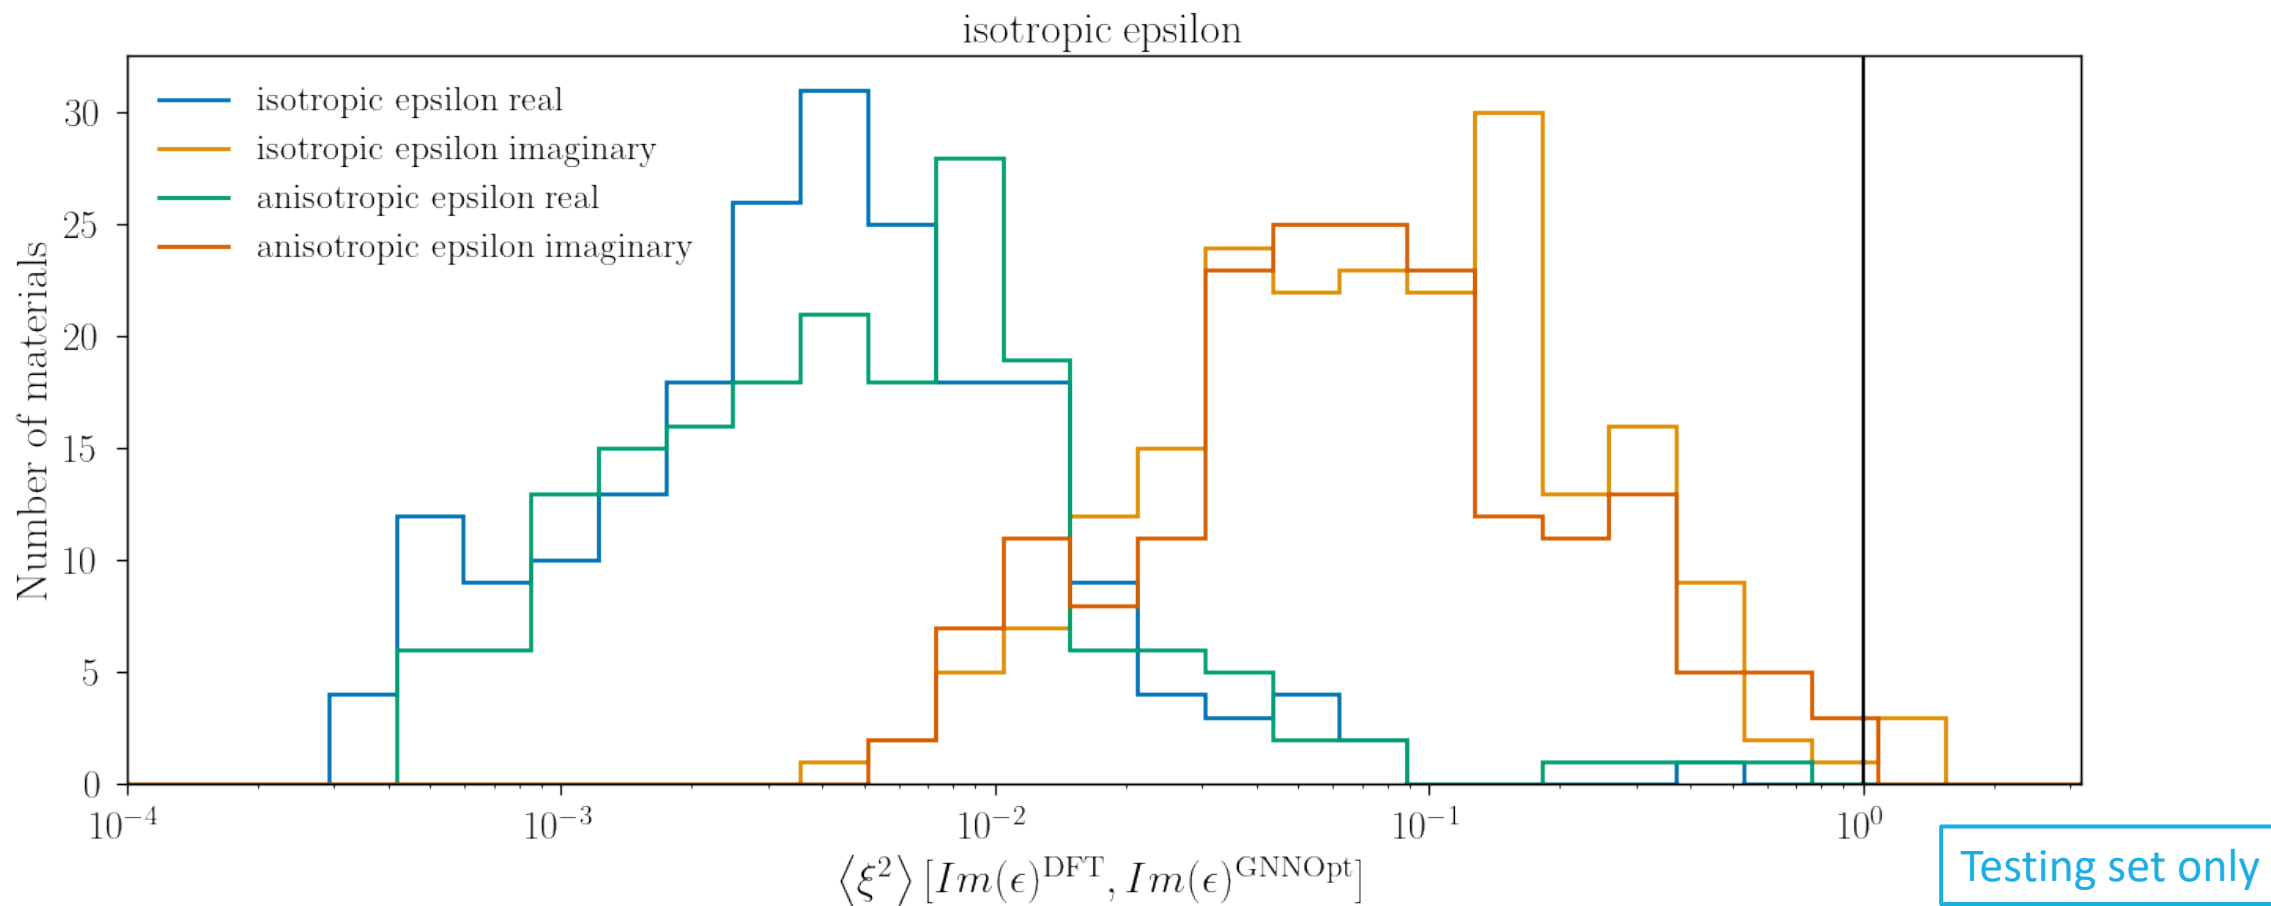 isotropic epsilon
isotropic epsilon real
isotropic epsilon imaginary
anisotropic epsilon real
anisotropic epsilon imaginary
Number of materials
30
25
20
15
10
5
0
10⁻⁴ 10⁻³ 10⁻² 10⁻¹ 10⁰
⟨ξ²⟩ [Im(ϵ)ᴰᶠᵀ, Im(ϵ)ᴳᴺᴺᴼᵖᵗ]
Testing set only